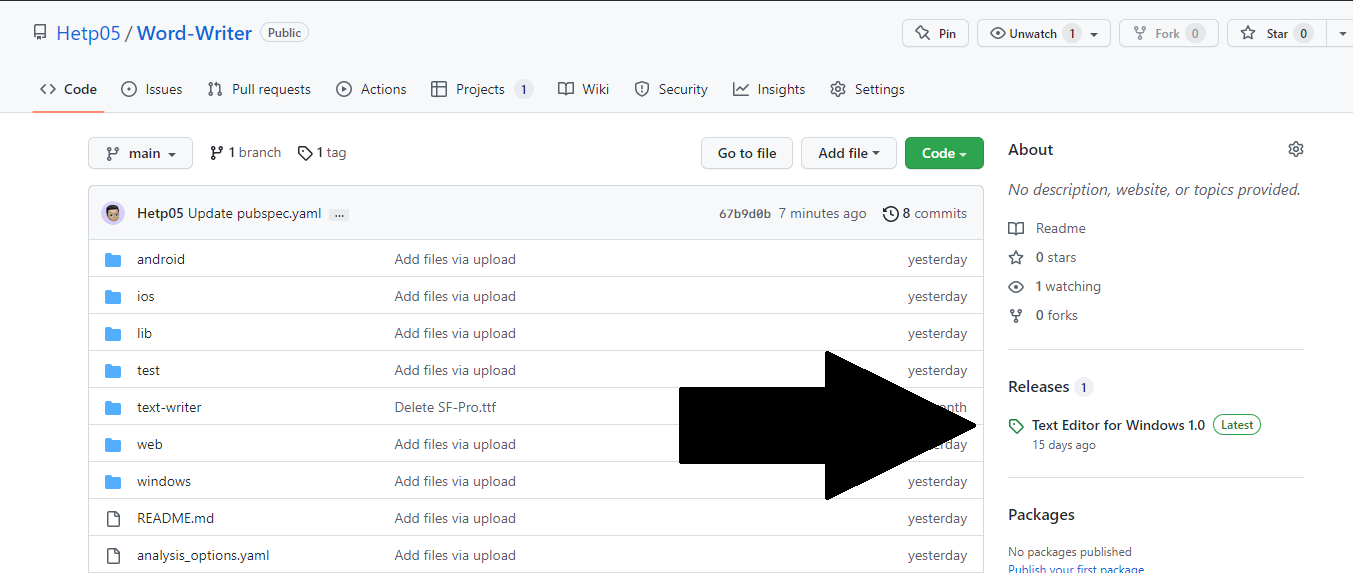 Hetp05 / Word-Writer Public
Pin Unwatch 1 Fork 0 Star 0
Code Issues Pull requests Actions Projects 1 Wiki Security Insights Settings
main 1 branch 1 tag Go to file Add file Code
Hetp05 Update pubspec.yaml ... 67b9d0b 7 minutes ago 8 commits
android Add files via upload yesterday
ios Add files via upload yesterday
lib Add files via upload yesterday
test Add files via upload yesterday
text-writer Delete SF-Pro.ttf
web Add files via upload
windows Add files via upload yesterday
README.md Add files via upload yesterday
analysis_options.yaml Add files via upload yesterday
About
No description, website, or topics provided.
Readme
0 stars
1 watching
0 forks
Releases 1
Text Editor for Windows 1.0 Latest
15 days ago
Packages
No packages published
Publish your first package